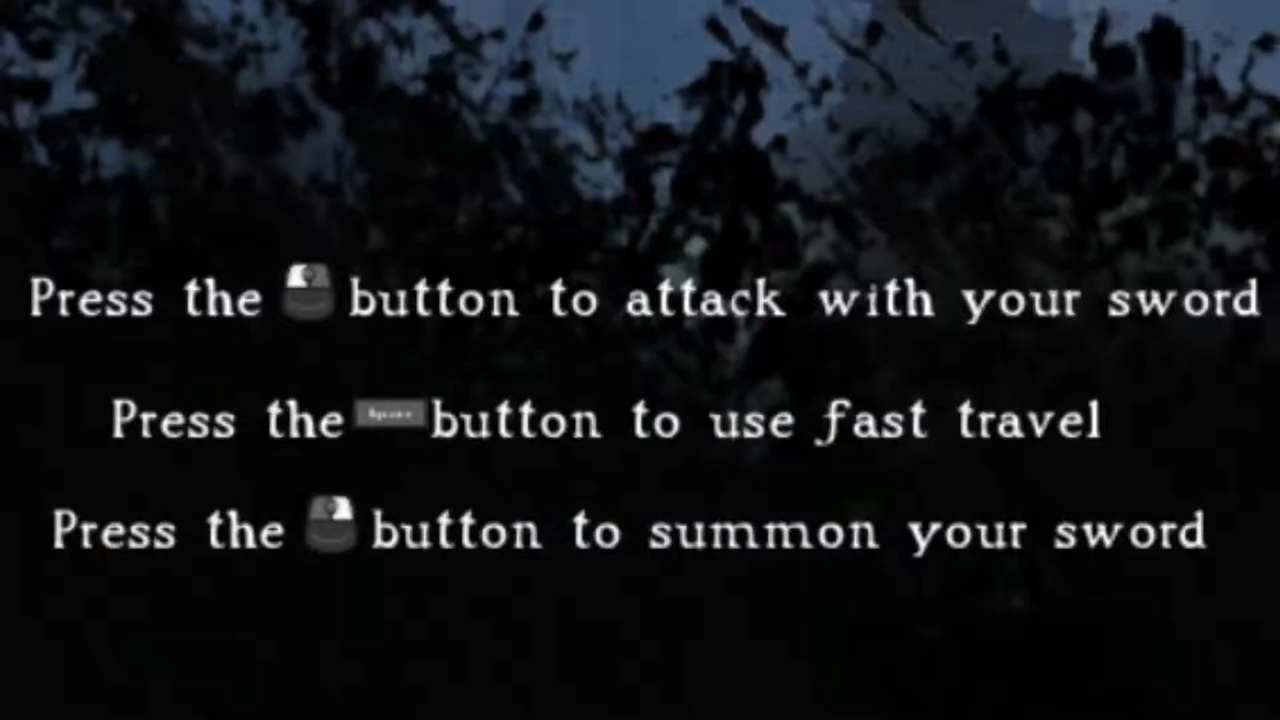 Press the button to attack with your sword
Press the Space button to use fast travel
Press the button to summon your sword